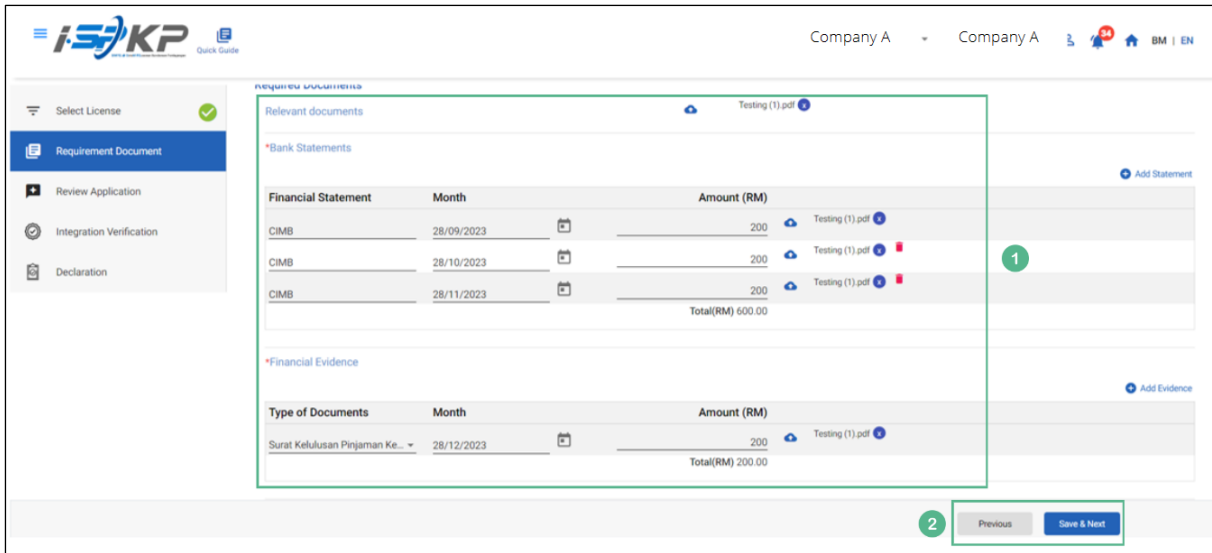 i-SPKP
Quick Guide
Company A
Company A
34
BM | EN
Required Documents
Select License
Requirement Document
Review Application
Integration Verification
Declaration
Relevant documents
Testing (1).pdf x
*Bank Statements
Add Statement
Financial Statement Month Amount (RM)
CIMB 28/09/2023 200 Testing (1).pdf x
CIMB 28/10/2023 200 Testing (1).pdf x
CIMB 28/11/2023 200 Testing (1).pdf x
Total(RM) 600.00
1
*Financial Evidence
Add Evidence
Type of Documents Month Amount (RM)
Surat Kelulusan Pinjaman Ke... 28/12/2023 200 Testing (1).pdf x
Total(RM) 200.00
2
Previous
Save & Next